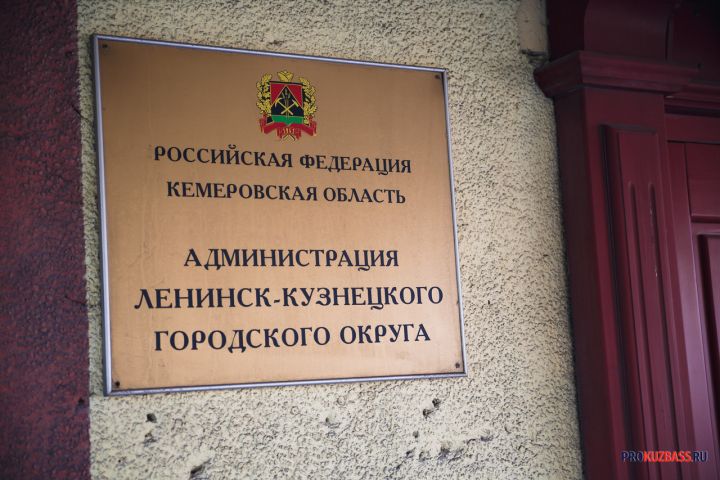 РОССИЙСКАЯ ФЕДЕРАЦИЯ
КЕМЕРОВСКАЯ ОБЛАСТЬ
АДМИНИСТРАЦИЯ
ЛЕНИНСК-КУЗНЕЦКОГО
ГОРОДСКОГО ОКРУГА
PROKUZBASS.RU